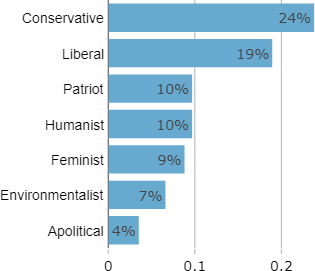 Conservative 24%
Liberal 19%
Patriot 10%
Humanist 10%
Feminist 9%
Environmentalist 7%
Apolitical 4%
0 0.1 0.2